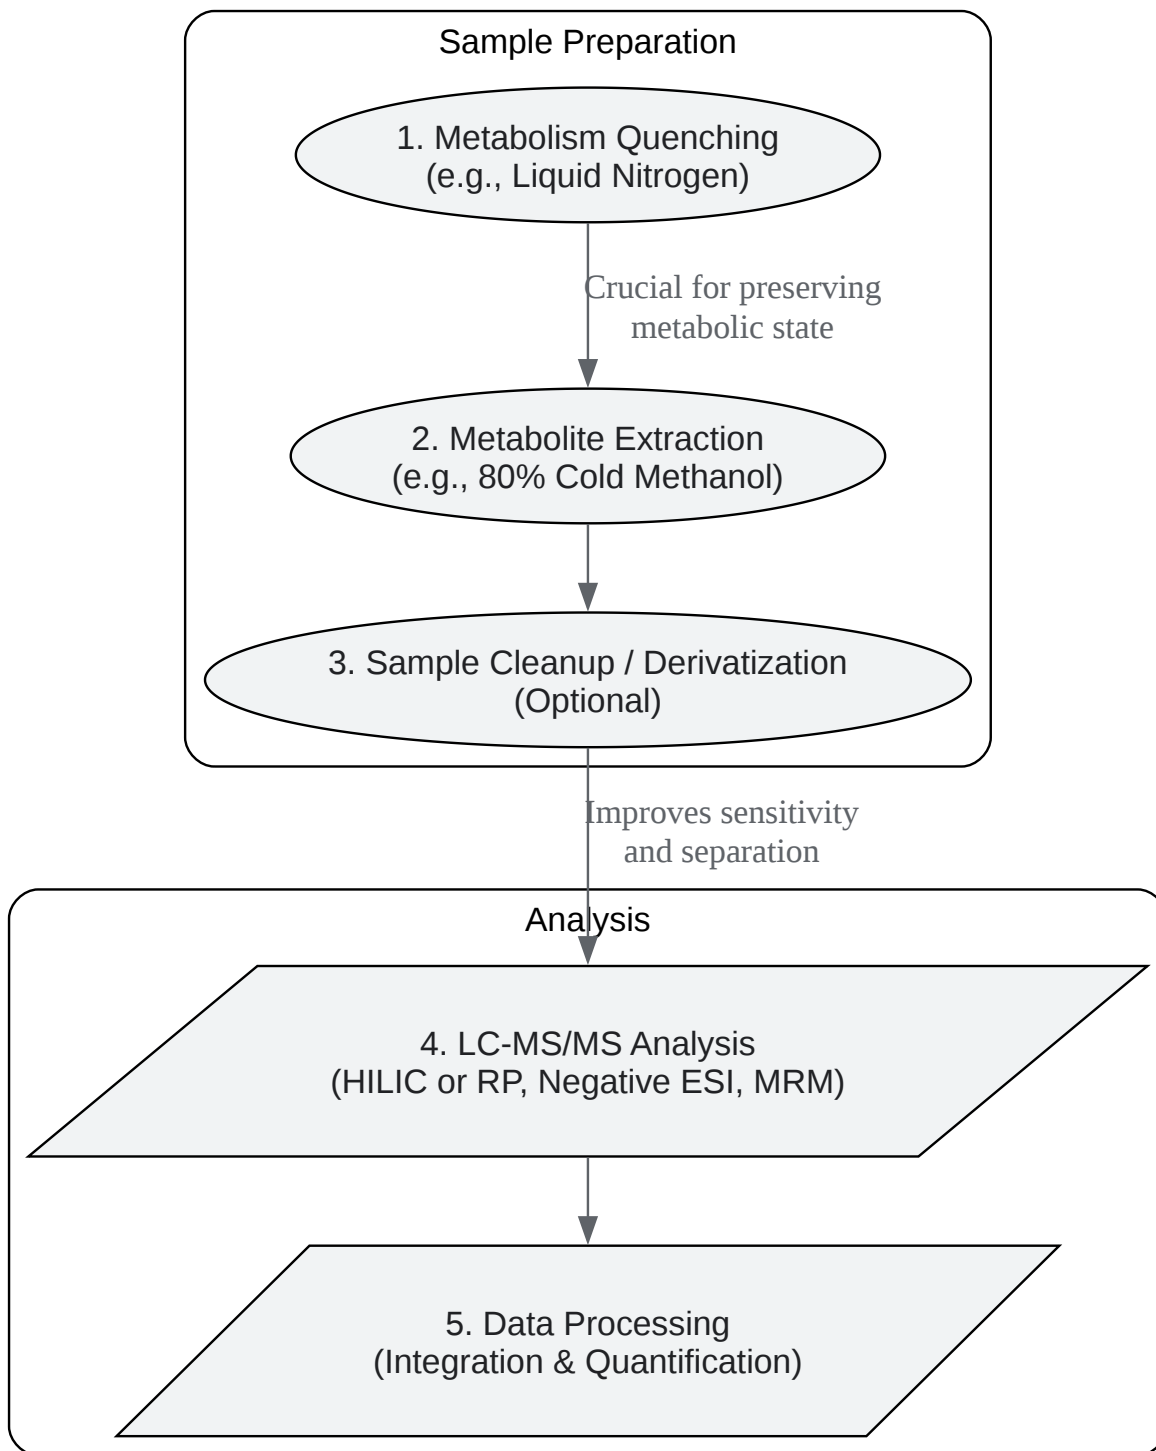 Sample Preparation
1. Metabolism Quenching
(e.g., Liquid Nitrogen)
Crucial for preserving
metabolic state
2. Metabolite Extraction
(e.g., 80% Cold Methanol)
3. Sample Cleanup / Derivatization
(Optional)
Improves sensitivity
and separation
Analysis
4. LC-MS/MS Analysis
(HILIC or RP, Negative ESI, MRM)
5. Data Processing
(Integration & Quantification)